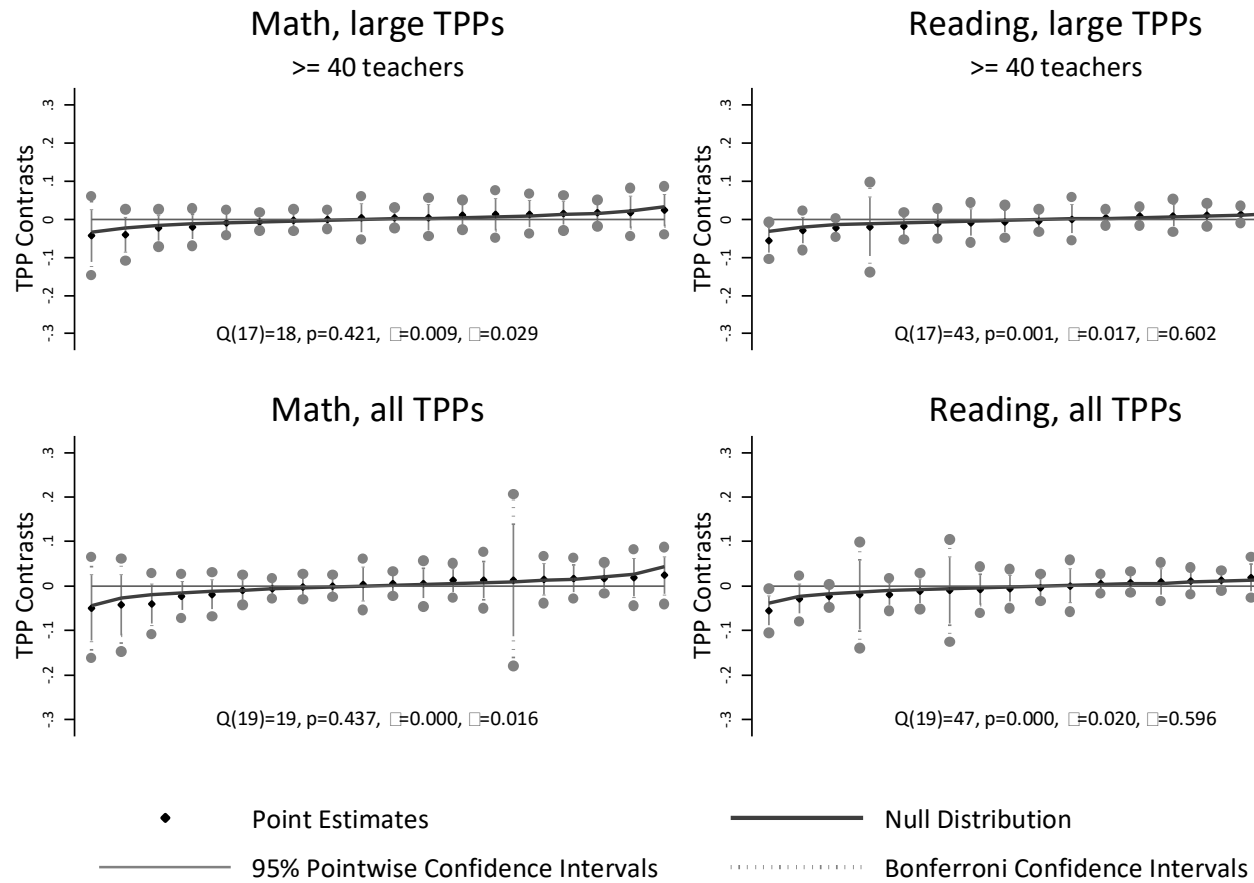 Math, large TPPs
>= 40 teachers
TPP Contrasts
.3
.2
.1
0
-.1
-.2
-.3
Q(17)=18, p=0.421, □=0.009, □=0.029
Reading, large TPPs
>= 40 teachers
TPP Contrasts
.3
.2
.1
0
-.1
-.2
-.3
Q(17)=43, p=0.001, □=0.017, □=0.602
Math, all TPPs
TPP Contrasts
.3
.2
.1
0
-.1
-.2
-.3
Q(19)=19, p=0.437, □=0.000, □=0.016
Reading, all TPPs
TPP Contrasts
.3
.2
.1
0
-.1
-.2
-.3
Q(19)=47, p=0.000, □=0.020, □=0.596
Point Estimates
Null Distribution
95% Pointwise Confidence Intervals
Bonferroni Confidence Intervals